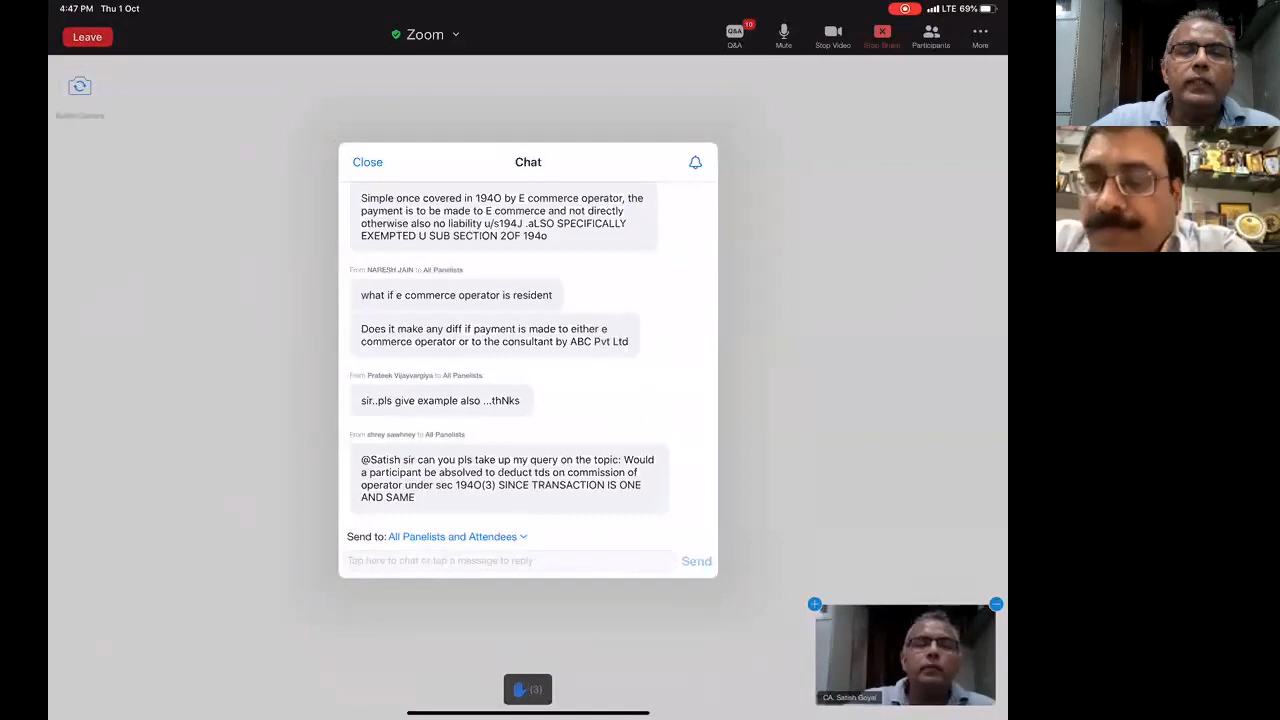 4:47 PM Thu 1 Oct
LTE 69%
Leave
Zoom
10
Q&A
Q&A
Mute
Stop Video
Stop Share
Participants
More
Close
Chat
Simple once covered in 194O by E commerce operator, the
payment is to be made to E commerce and not directly
otherwise also no liability u/s194J .aLSO SPECIFICALLY
EXEMPTED U SUB SECTION 2OF 194o
From NARESH JAIN to All Panelists
what if e commerce operator is resident
Does it make any diff if payment is made to either e
commerce operator or to the consultant by ABC Pvt Ltd
From Prateek Vijayvargiya to All Panelists
sir..pls give example also ...thNks
From shrey sawhney to All Panelists
@Satish sir can you pls take up my query on the topic: Would
a participant be absolved to deduct tds on commission of
operator under sec 194O(3) SINCE TRANSACTION IS ONE
AND SAME
Send to: All Panelists and Attendees
Tap here to chat or tap a message to reply
Send
CA. Satish Goyal
(3)